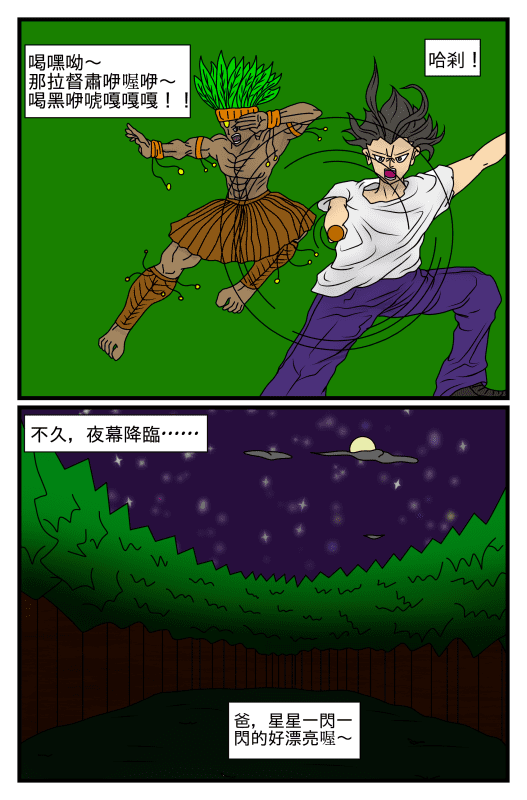 喝嘿呦～
那拉督肅咿喔咿～
喝黑咿唬嘎嘎嘎！！
哈刹！
不久，夜幕降臨……
爸，星星一閃一
閃的好漂亮喔～